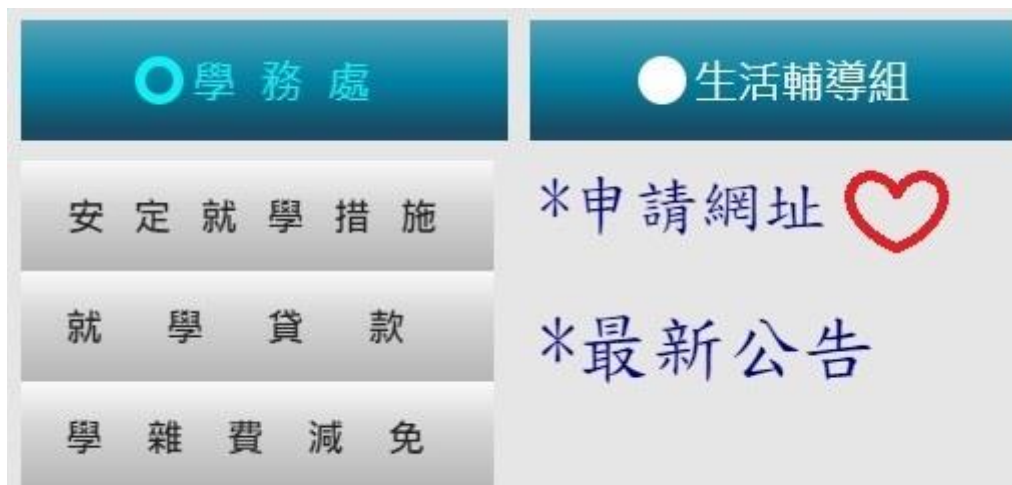 學務處
安定就學措施
就學貸款
學雜費減免
生活輔導組
*申請網址
*最新公告